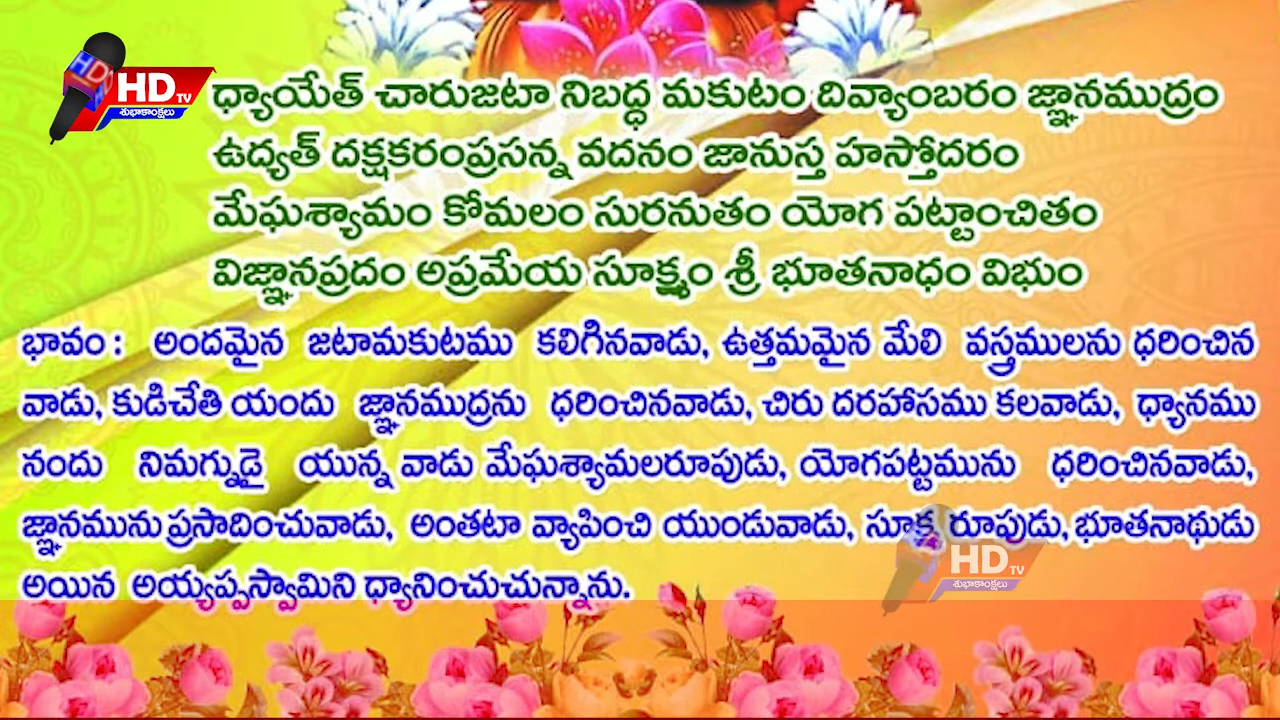 HD TV
శుభాకాంక్షలు
ధ్యాయేత్ చారుజటా నిబద్ధ మకుటం దివ్యాంబరం జ్ఞానముద్రం
ఉద్యత్ దక్షకరంప్రసన్న వదనం జానుస్త హస్తోదరం
మేఘశ్యామం కోమలం సురనుతం యోగ పట్టాంచితం
విజ్ఞానప్రదం అప్రమేయ సూక్ష్మం శ్రీ భూతనాధం విభుం
భావం : అందమైన జటామకుటము కలిగినవాడు, ఉత్తమమైన మేలి వస్త్రములను ధరించిన
వాడు, కుడిచేతి యందు జ్ఞానముద్రను ధరించినవాడు, చిరు దరహాసము కలవాడు, ధ్యానము
నందు నిమగ్నుడై యున్న వాడు మేఘశ్యామలరూపుడు, యోగపట్టమును ధరించినవాడు,
జ్ఞానమును ప్రసాదించువాడు, అంతటా వ్యాపించి యుండువాడు, రూపుడు, భూతనాథుడు
అయిన అయ్యప్పస్వామిని ధ్యానించుచున్నాను.
HD TV
శుభాకాంక్షలు